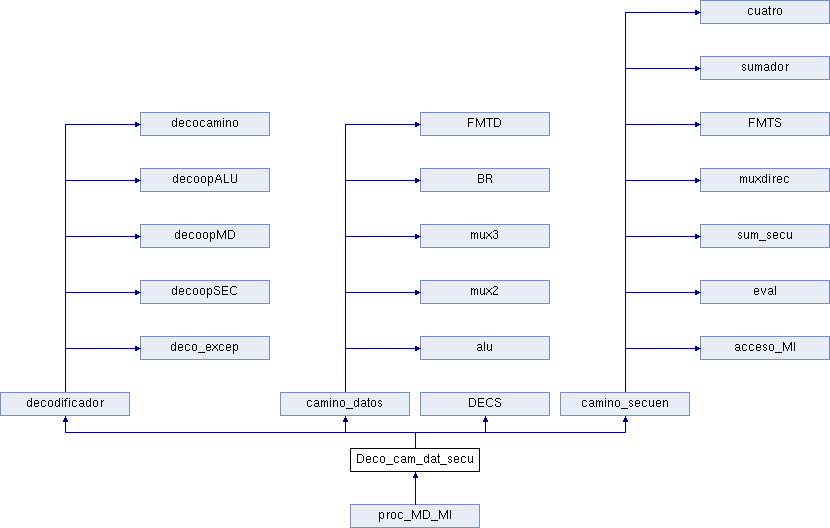 cuatro
sumador
decocamino
FMTD
FMTS
decoopALU
BR
muxdirec
decoopMD
mux3
sum_secu
decoopSEC
mux2
eval
deco_excep
alu
acceso_MI
decodificador
camino_datos
DECS
camino_secuen
Deco_cam_dat_secu
proc_MD_MI